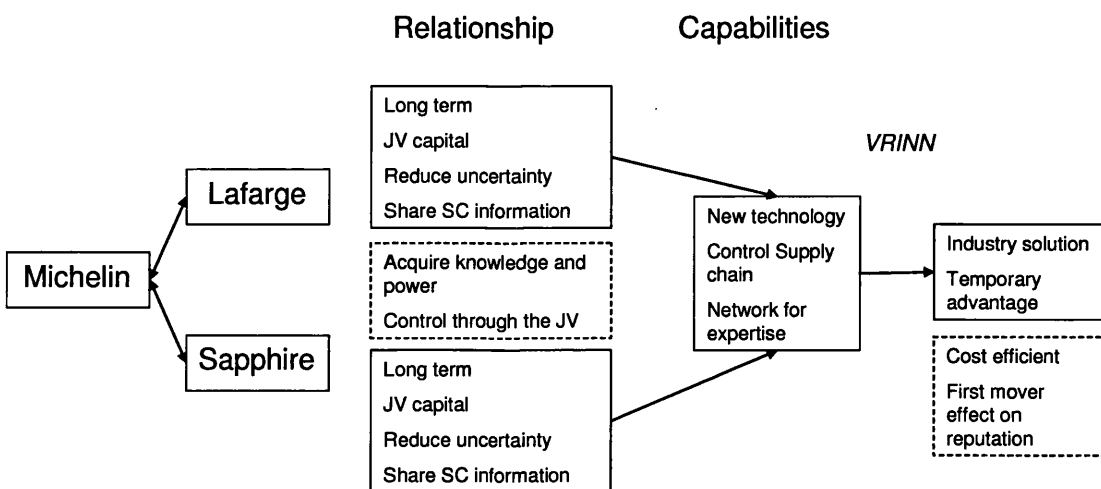 Relationship
Capabilities
Long term
JV capital
Reduce uncertainty
Share SC information
VRINN
Lafarge
Michelin
Sapphire
Acquire knowledge and
power
Control through the JV
Long term
JV capital
Reduce uncertainty
Share SC information
New technology
Control Supply
chain
Network for
expertise
Industry solution
Temporary
advantage
Cost efficient
First mover
effect on
reputation